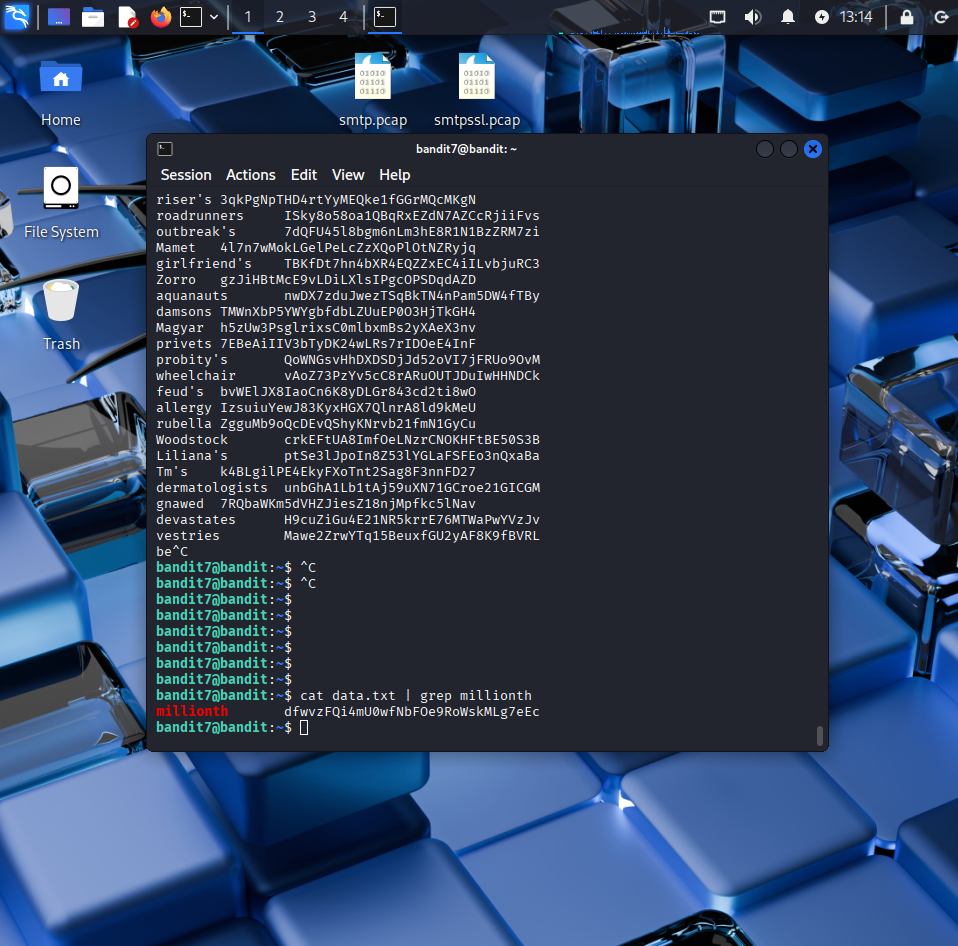 1 2 3 4 13:14
Home
smtp.pcap smtpssl.pcap
File System
Trash
bandit7@bandit: ~
Session Actions Edit View Help
riser's 3qkPgNpTHD4rtYyMEQke1fGGrMQcMKgN
roadrunners ISky8o58oa1QBqRxEZdN7AZCcRjiiFvs
outbreak's 7dQFU45l8bgm6nLm3hE8R1N1BzZRM7zi
Mamet 4l7n7wMokLGelPeLcZzXQoPlOtNZRyjq
girlfriend's TBKfDt7hn4bXR4EQZZxEC4iILvbjuRC3
Zorro gzJiHBtMcE9vLDiLXlsIPgcOPSDqdAZD
aquanauts nwDX7zduJwezTSqBkTN4nPam5DW4fTBy
damsons TMWnXbP5YWYgbfdbLZUuEP0O3HjTkGH4
Magyar h5zUw3PsglrixsC0mlbxmBs2yXAeX3nv
privets 7EBeAiIIV3bTyDK24wLRs7rIDOeE4InF
probity's QoWNGsvHhDXDSDjJd52oVI7jFRUo9OvM
wheelchair vAoZ73PzYv5cC8rARuOUTJDuIwHHNDCk
feud's bvWElJX8IaoCn6K8yDLGr843cd2ti8wO
allergy IzsuiuYewJ83KyxHGX7QlnrA8ld9kMeU
rubella ZgguMb9oQcDEvQShyKNrvb21fmN1GyCu
Woodstock crkEFtUA8ImfOeLNzrCNOKHFtBE50S3B
Liliana's ptSe3lJpoIn8Z53lYGLaFSFEo3nQxaBa
Tm's k4BLgilPE4EkyFXoTnt2Sag8F3nnFD27
dermatologists unbGhA1Lb1tAj59uXN71GCroe21GICGM
gnawed 7RQbaWKm5dVHZJiesZ18njMpfkc5lNav
devastates H9cuZiGu4E21NR5krrE76MTWaPwYVzJv
vestries Mawe2ZrwYTq15BeuxfGU2yAF8K9fBVRL
be^C
bandit7@bandit:~$ ^C
bandit7@bandit:~$ ^C
bandit7@bandit:~$
bandit7@bandit:~$
bandit7@bandit:~$
bandit7@bandit:~$
bandit7@bandit:~$
bandit7@bandit:~$
bandit7@bandit:~$ cat data.txt | grep millionth
millionth dfwvzFQi4mU0wfNbFOe9RoWskMLg7eEc
bandit7@bandit:~$